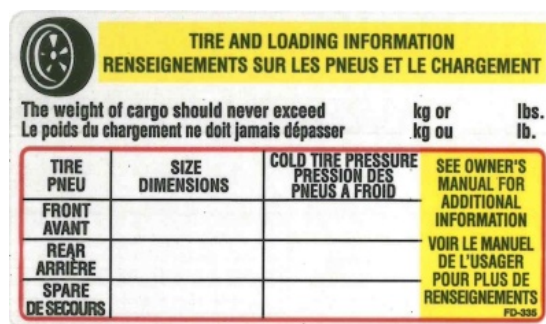 TIRE AND LOADING INFORMATION
RENSEIGNEMENTS SUR LES PNEUS ET LE CHARGEMENT
The weight of cargo should never exceed kg or lbs.
Le poids du chargement ne doit jamais dépasser kg ou lb.
TIRE
PNEU
SIZE
DIMENSIONS
COLD TIRE PRESSURE
PRESSION DES
PNEUS A FROID
SEE OWNER'S
MANUAL FOR
ADDITIONAL
INFORMATION
VOIR LE MANUEL
DE L'USAGER
POUR PLUS DE
RENSEIGNEMENTS
FRONT
AVANT
REAR
ARRIÈRE
SPARE
DE SECOURS
FD-335